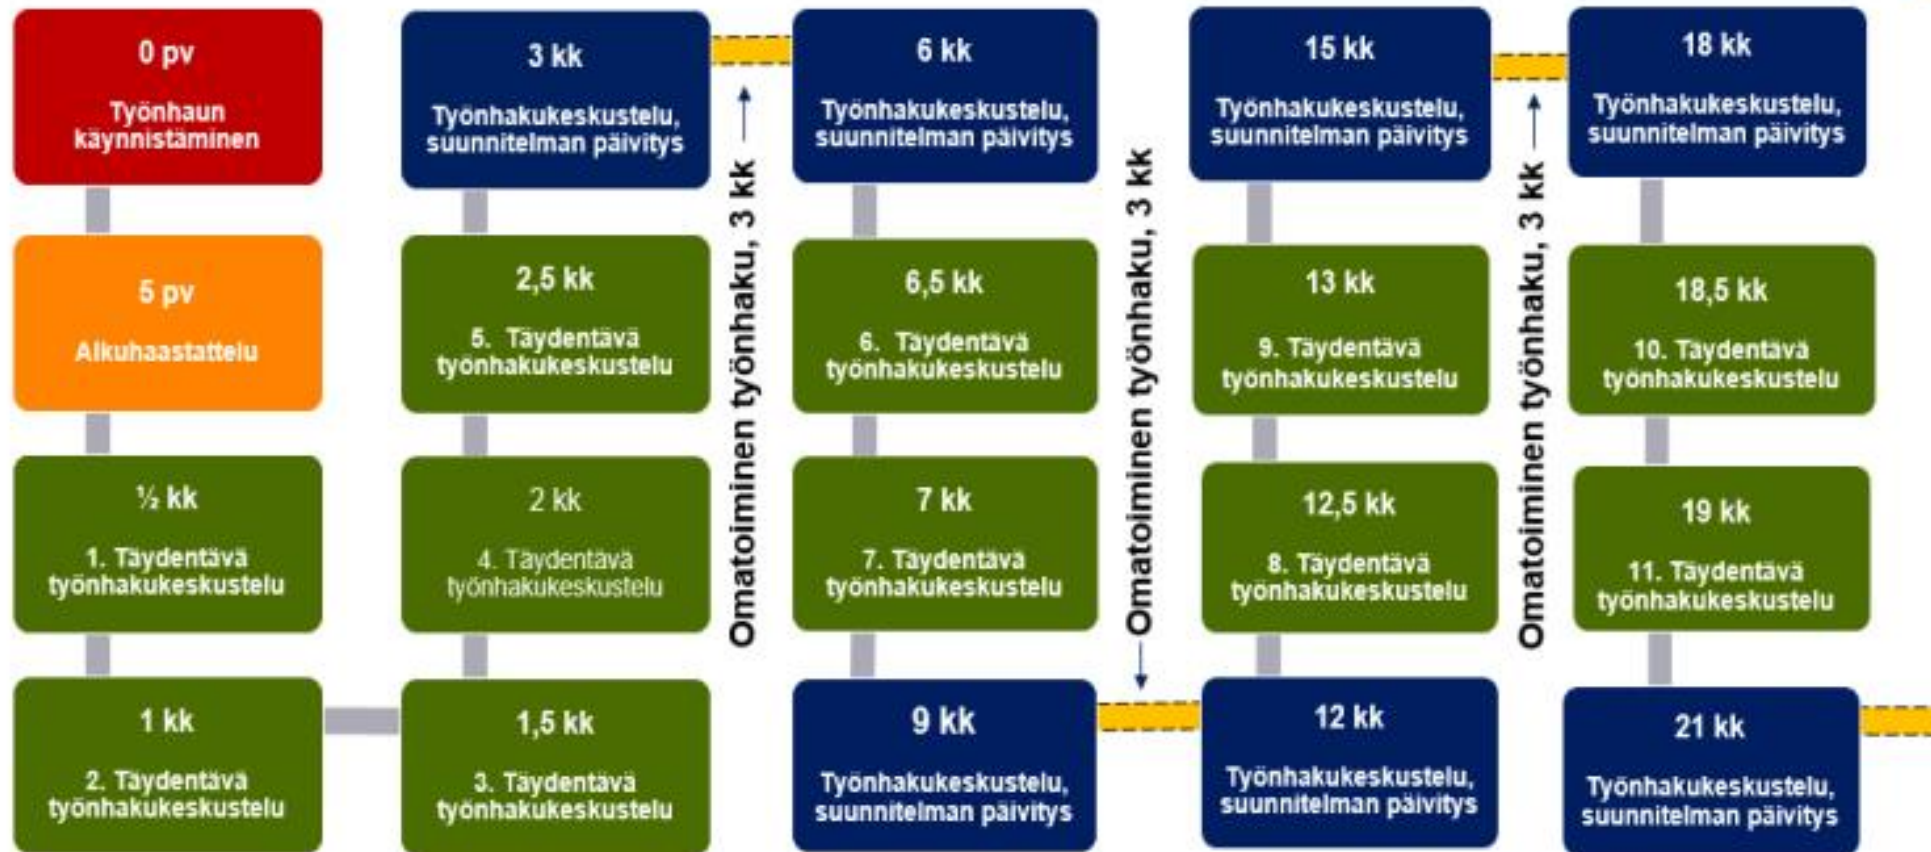 0 pv
Työnhaun
käynnistäminen
5 pv
Alkuhaastattelu
½ kk
1. Täydentävä
työnhakukeskustelu
1 kk
2. Täydentävä
työnhakukeskustelu
1,5 kk
3. Täydentävä
työnhakukeskustelu
2 kk
4. Täydentävä
työnhakukeskustelu
2,5 kk
5. Täydentävä
työnhakukeskustelu
3 kk
Työnhakukeskustelu,
suunnitelman päivitys
Omatoiminen työnhaku, 3 kk
6 kk
Työnhakukeskustelu,
suunnitelman päivitys
6,5 kk
6. Täydentävä
työnhakukeskustelu
7 kk
7. Täydentävä
työnhakukeskustelu
9 kk
Työnhakukeskustelu,
suunnitelman päivitys
Omatoiminen työnhaku, 3 kk
12 kk
Työnhakukeskustelu,
suunnitelman päivitys
12,5 kk
8. Täydentävä
työnhakukeskustelu
13 kk
9. Täydentävä
työnhakukeskustelu
15 kk
Työnhakukeskustelu,
suunnitelman päivitys
Omatoiminen työnhaku, 3 kk
18 kk
Työnhakukeskustelu,
suunnitelman päivitys
18,5 kk
10. Täydentävä
työnhakukeskustelu
19 kk
11. Täydentävä
työnhakukeskustelu
21 kk
Työnhakukeskustelu,
suunnitelman päivitys